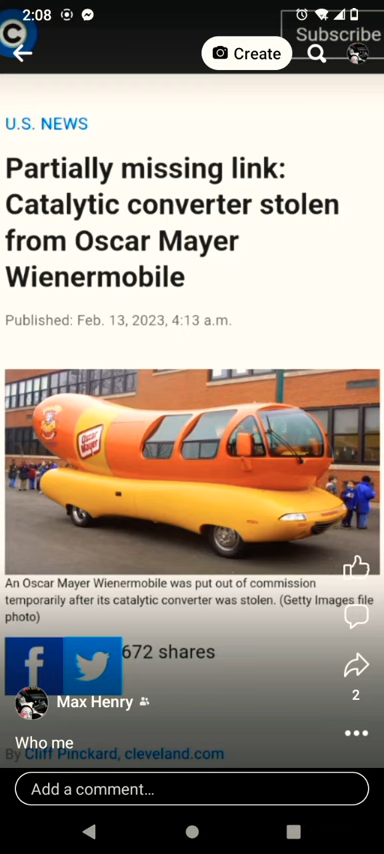 2:08
C
Subscribe
Create
U.S. NEWS
Partially missing link:
Catalytic converter stolen
from Oscar Mayer
Wienermobile
Published: Feb. 13, 2023, 4:13 a.m.
Oscar
Mayer
An Oscar Mayer Wienermobile was put out of commission
temporarily after its catalytic converter was stolen. (Getty Images file
photo)
f
672 shares
2
Max Henry
Who me
By Cliff Pinckard, cleveland.com
Add a comment...